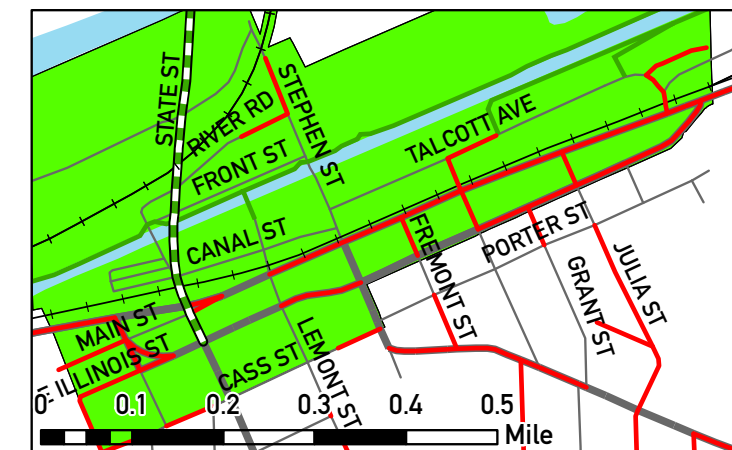 STATE ST
STEPHEN ST
RIVER RD
FRONT ST
TALCOTT AVE
CANAL ST
FREMONT ST
PORTER ST
JULIA ST
GRANT ST
MAIN ST
E ILLINOIS ST
CASS ST
LEMONT ST
0 0.1 0.2 0.3 0.4 0.5
Mile